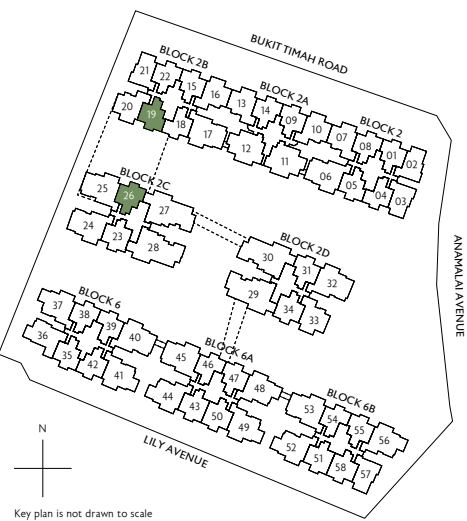 BUKIT TIMAH ROAD
BLOCK 2B
21 22 15 16 13 14 09 10 07 08 01 02
BLOCK 2A
BLOCK 2
20 19 18 17 12 11 06 05 04 03
BLOCK 2C
25 26 27
24 23 28
BLOCK 2D
30 31 32
29 34 33
ANAMALAI AVENUE
BLOCK 6
37 38 39 40
36 35 42 41
BLOCK 6A
45 46 47 48
44 43 50 49
BLOCK 6B
53 54 55 56
52 51 58 57
LILY AVENUE
N
Key plan is not drawn to scale